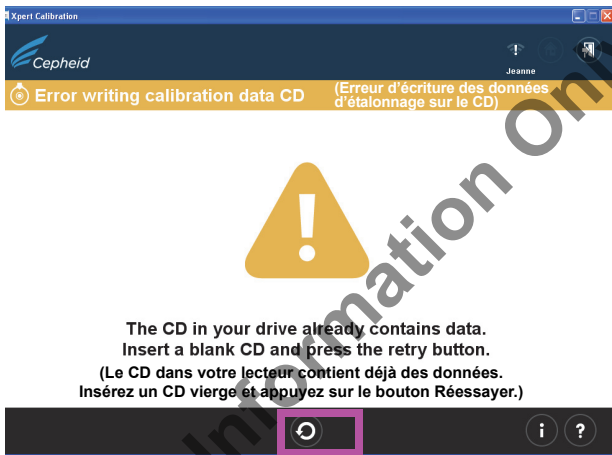 Xpert Calibration
Cepheid
Jeanne
Error writing calibration data CD
(Erreur d'écriture des données
d'étalonnage sur le CD)
The CD in your drive already contains data.
Insert a blank CD and press the retry button.
(Le CD dans votre lecteur contient déjà des données.
Insérez un CD vierge et appuyez sur le bouton Réessayer.)
Information